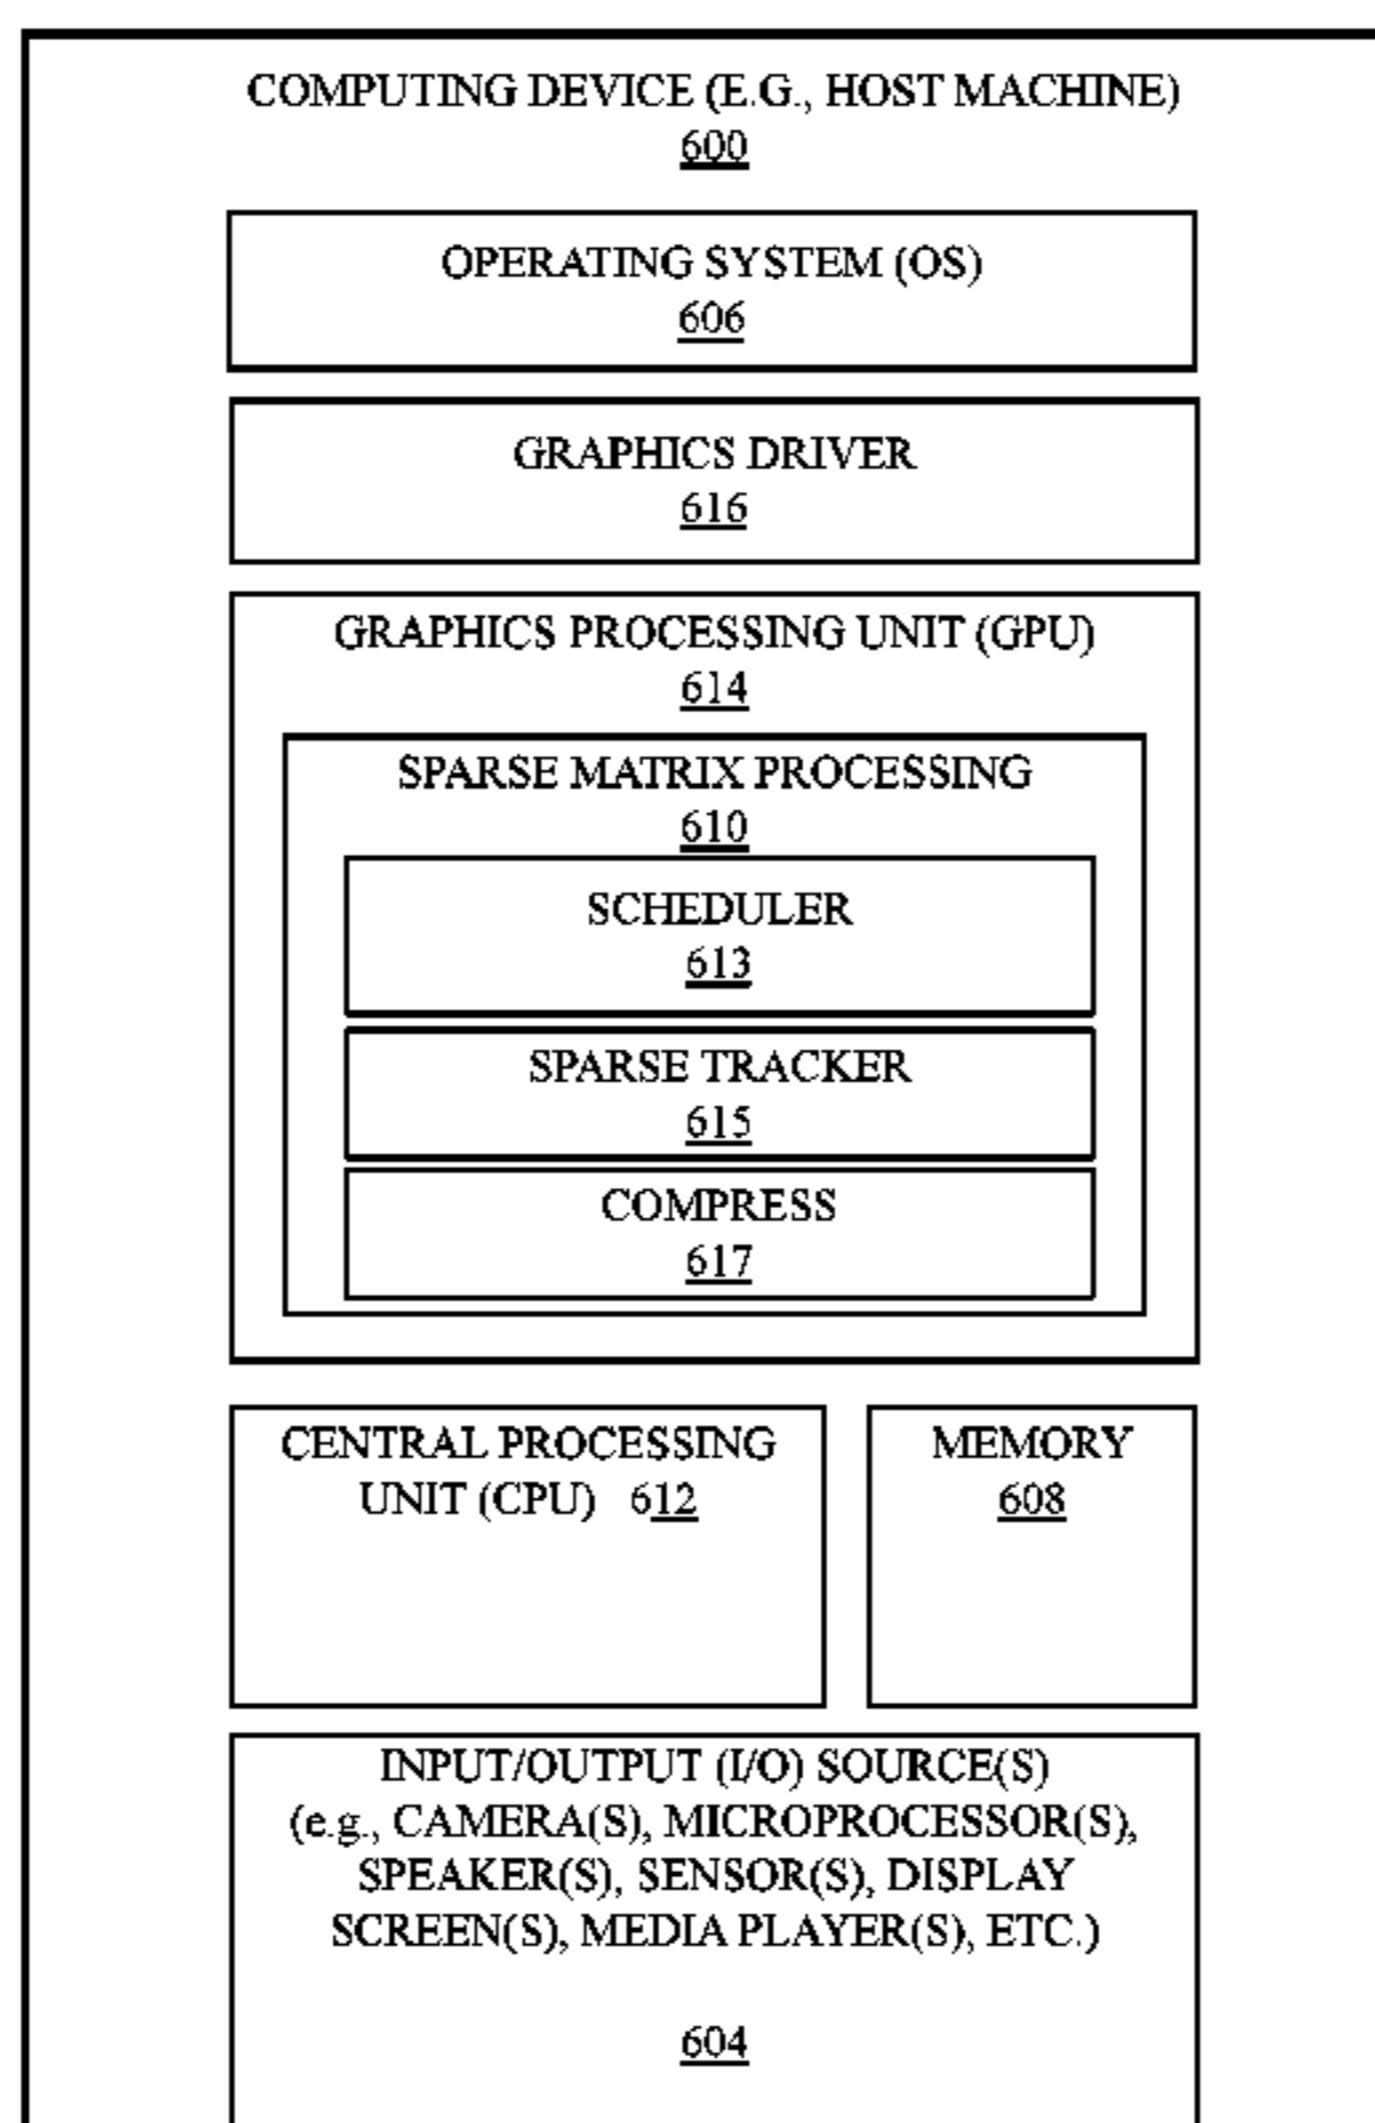 COMPUTING DEVICE (E.G., HOST MACHINE)
600
OPERATING SYSTEM (OS)
606
GRAPHICS DRIVER
616
GRAPHICS PROCESSING UNIT (GPU)
614
SPARSE MATRIX PROCESSING
610
SCHEDULER
613
SPARSE TRACKER
615
COMPRESS
617
CENTRAL PROCESSING
UNIT (CPU) 612
MEMORY
608
INPUT/OUTPUT (I/O) SOURCE(S)
(e.g., CAMERA(S), MICROPROCESSOR(S),
SPEAKER(S), SENSOR(S), DISPLAY
SCREEN(S), MEDIA PLAYER(S), ETC.)
604